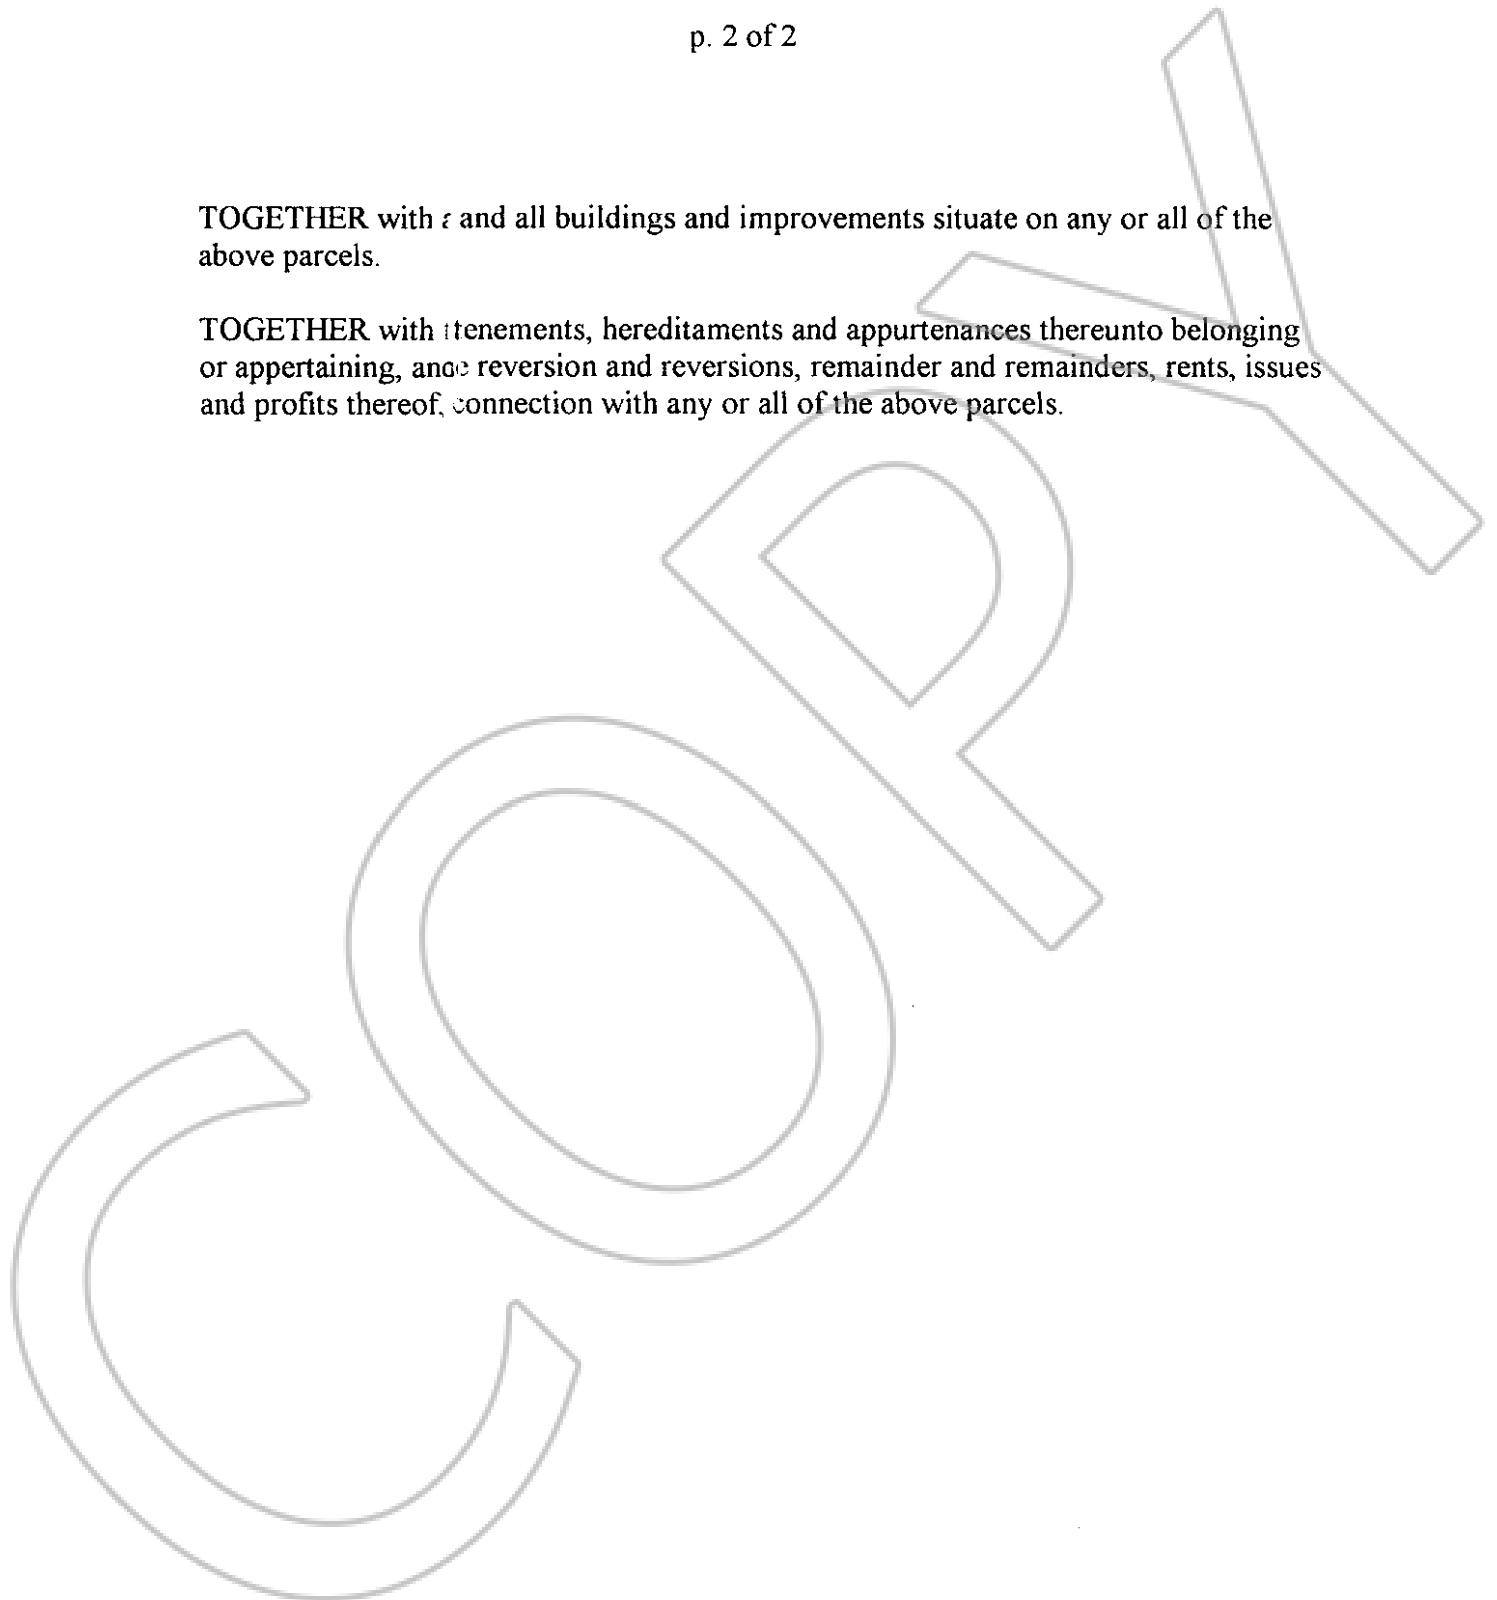 p. 2 of 2
TOGETHER with and all buildings and improvements situate on any or all of the
above parcels.
TOGETHER with tenements, hereditaments and appurtenances thereunto belonging
or appertaining, reversion and reversions, remainder and remainders, rents, issues
and profits thereof, connection with any or all of the above parcels.
COPY